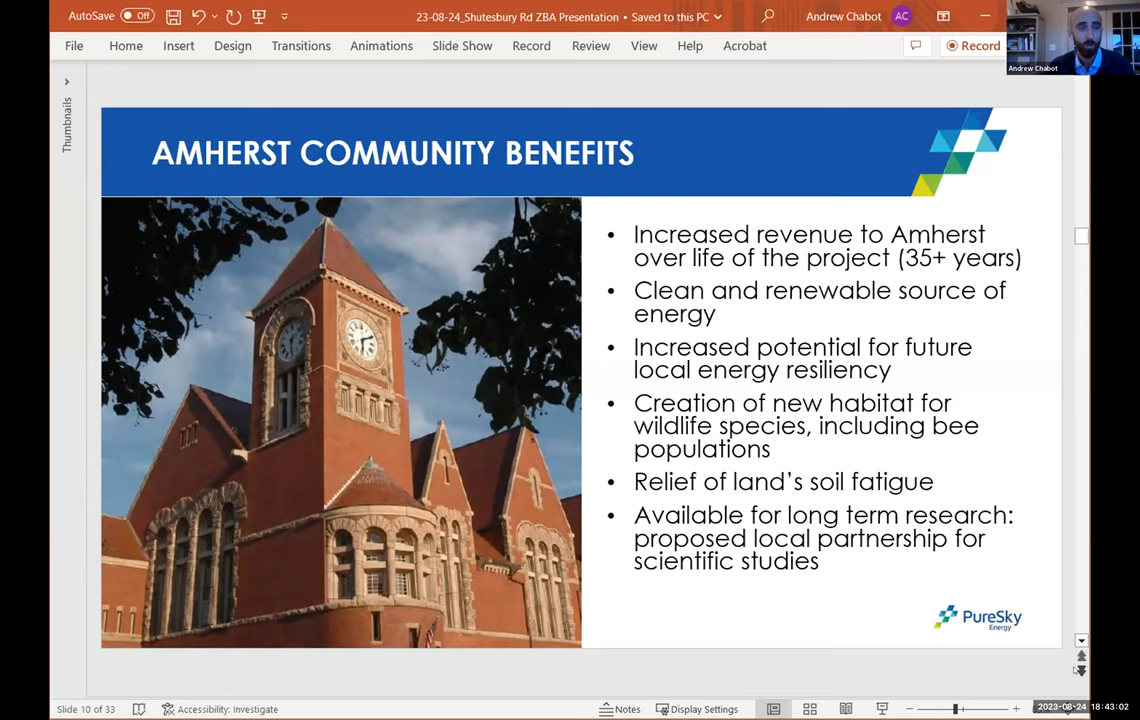 AutoSave Off 23-08-24_Shutesbury Rd ZBA Presentation • Saved to this PC Andrew Chabot AC
File Home Insert Design Transitions Animations Slide Show Record Review View Help Acrobat Record
Andrew Chabot
Thumbnails
AMHERST COMMUNITY BENEFITS
• Increased revenue to Amherst
over life of the project (35+ years)
• Clean and renewable source of
energy
• Increased potential for future
local energy resiliency
• Creation of new habitat for
wildlife species, including bee
populations
• Relief of land's soil fatigue
• Available for long term research:
proposed local partnership for
scientific studies
PureSky
Energy
Slide 10 of 33 Accessibility: Investigate Notes Display Settings
2023-08-24 18:43:02